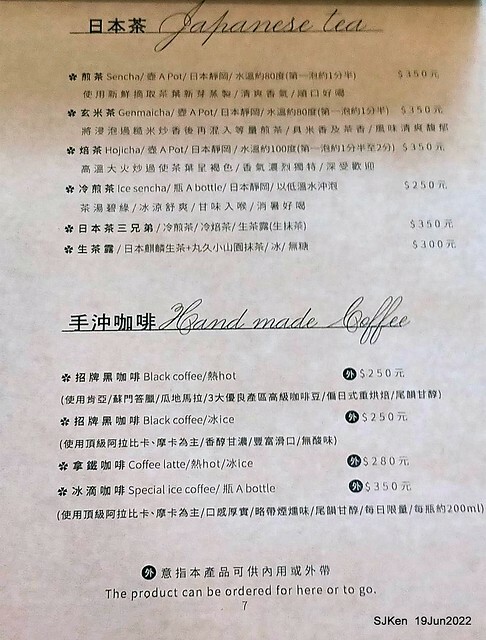 日本茶 Japanese tea
✽ 煎茶 Sencha/ 壺 A Pot/ 日本靜岡/ 水溫約80度(第一泡約1分半) $350元
使用新鮮摘取茶葉新芽蒸製/ 清爽香氣/ 順口好喝
✽ 玄米茶 Genmaicha/ 壺 A Pot/ 日本靜岡/ 水溫約80度(第一泡約1分半) $350元
將浸泡過糙米炒香後再混入等量煎茶/ 具米香及茶香/ 風味清爽馥郁
✽ 焙茶 Hojicha/ 壺 A Pot/ 日本靜岡/ 水溫約100度(第一泡約1分半至2分) $350元
高溫大火炒過使茶葉呈褐色/ 香氣濃烈獨特/ 深受歡迎
✽ 冷煎茶 Ice sencha/ 瓶 A bottle/ 日本靜岡/ 以低溫水沖泡 $250元
茶湯碧綠/ 冰涼舒爽/ 甘味入喉/ 消暑好喝
✽ 日本茶三兄弟/ 冷煎茶/ 冷焙茶/ 生茶露(生抹茶) $350元
✽ 生茶露/ 日本麒麟生茶+丸久小山園抹茶/ 冰/ 無糖 $300元
手沖咖啡 Hand made Coffee
✽ 招牌黑咖啡 Black coffee/熱hot 外 $250元
(使用肯亞/蘇門答臘/瓜地馬拉/3大優良產區高級咖啡豆/偏日式重烘焙/尾韻甘醇)
✽ 招牌黑咖啡 Black coffee/冰ice 外 $250元
(使用頂級阿拉比卡、摩卡為主/香醇甘濃/豐富滑口/無酸味)
✽ 拿鐵咖啡 Coffee latte/熱hot/冰ice 外 $280元
✽ 冰滴咖啡 Special ice coffee/ 瓶 A bottle 外 $350元
(使用頂級阿拉比卡、摩卡為主/口感厚實/略帶煙燻味/尾韻甘醇/每日限量/每瓶約200ml)
外 意指本產品可供內用或外帶
The product can be ordered for here or to go.
7
SJKen 19Jun2022